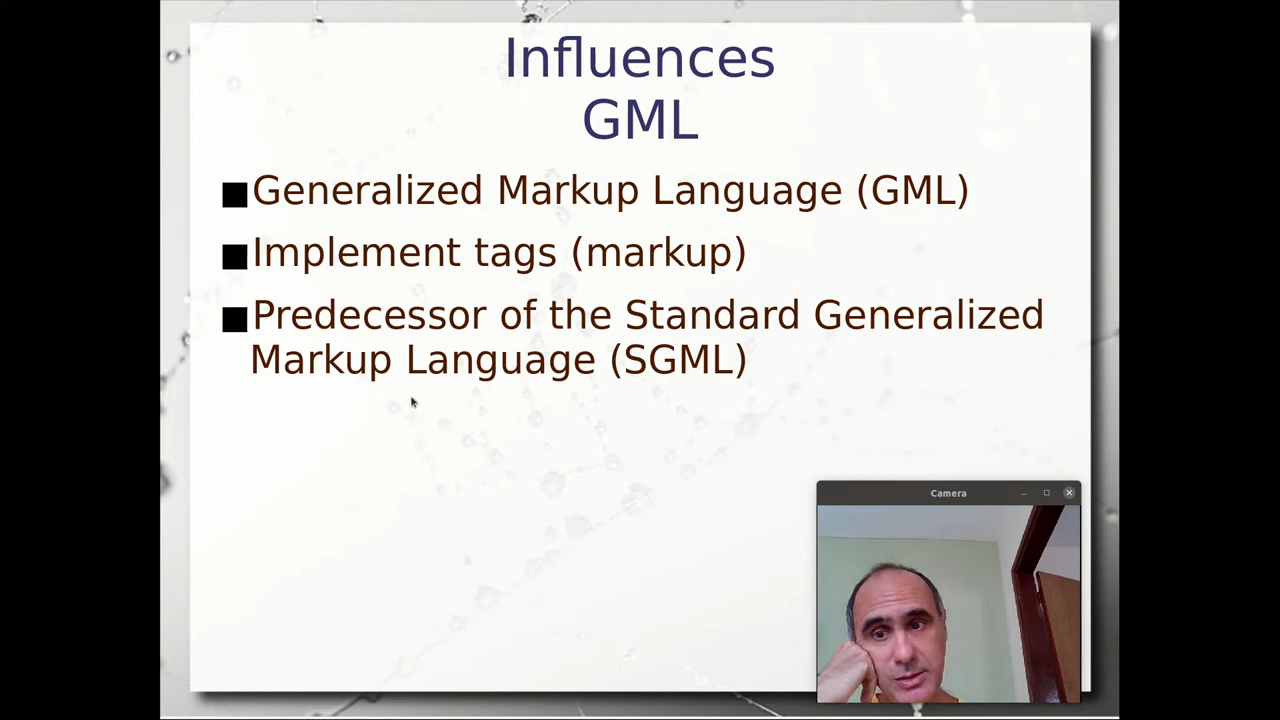 Influences
GML
■Generalized Markup Language (GML)
■Implement tags (markup)
■Predecessor of the Standard Generalized
Markup Language (SGML)
Camera